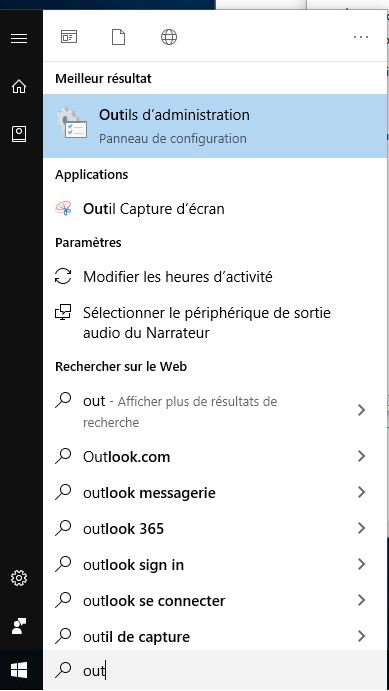 Meilleur résultat
Outils d'administration
Panneau de configuration
Applications
Outil Capture d'écran
Paramètres
Modifier les heures d'activité
Sélectionner le périphérique de sortie
audio du Narrateur
Rechercher sur le Web
out - Afficher plus de résultats de
recherche
Outlook.com
outlook messagerie
outlook 365
outlook sign in
outlook se connecter
outil de capture
out